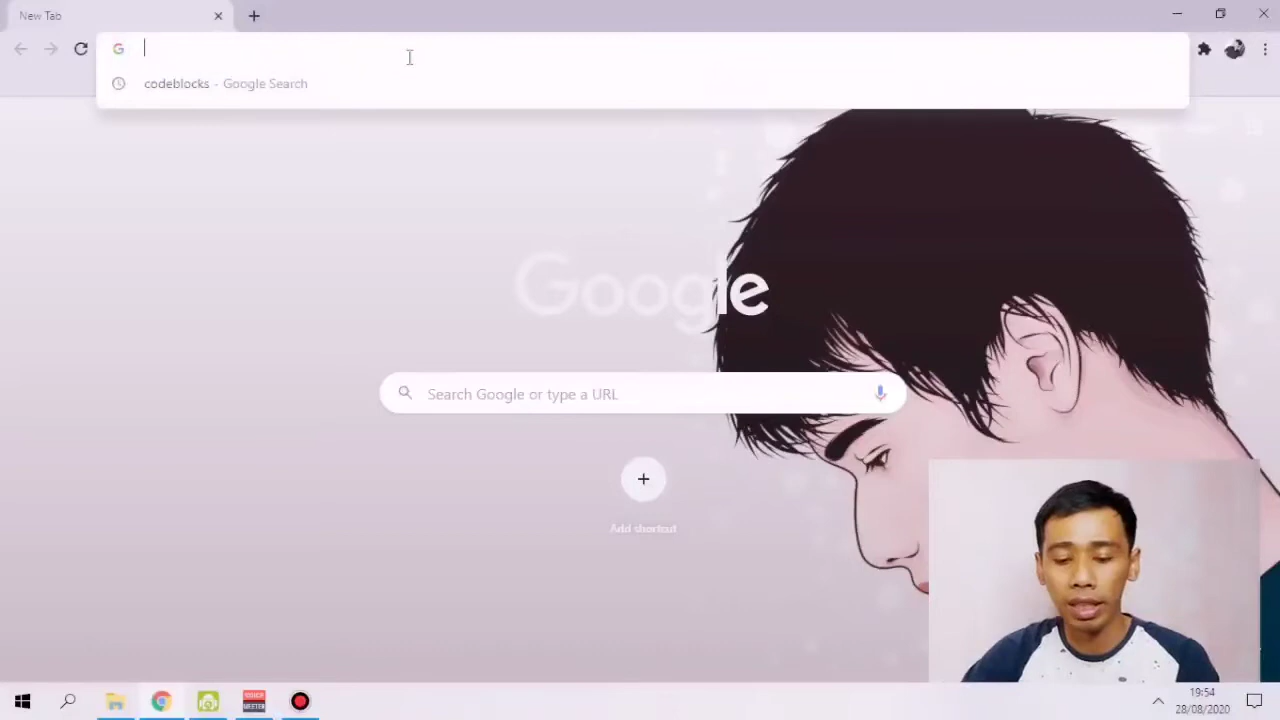 New Tab
codeblocks - Google Search
Google
Search Google or type a URL
Add shortcut
19:54
28/08/2020